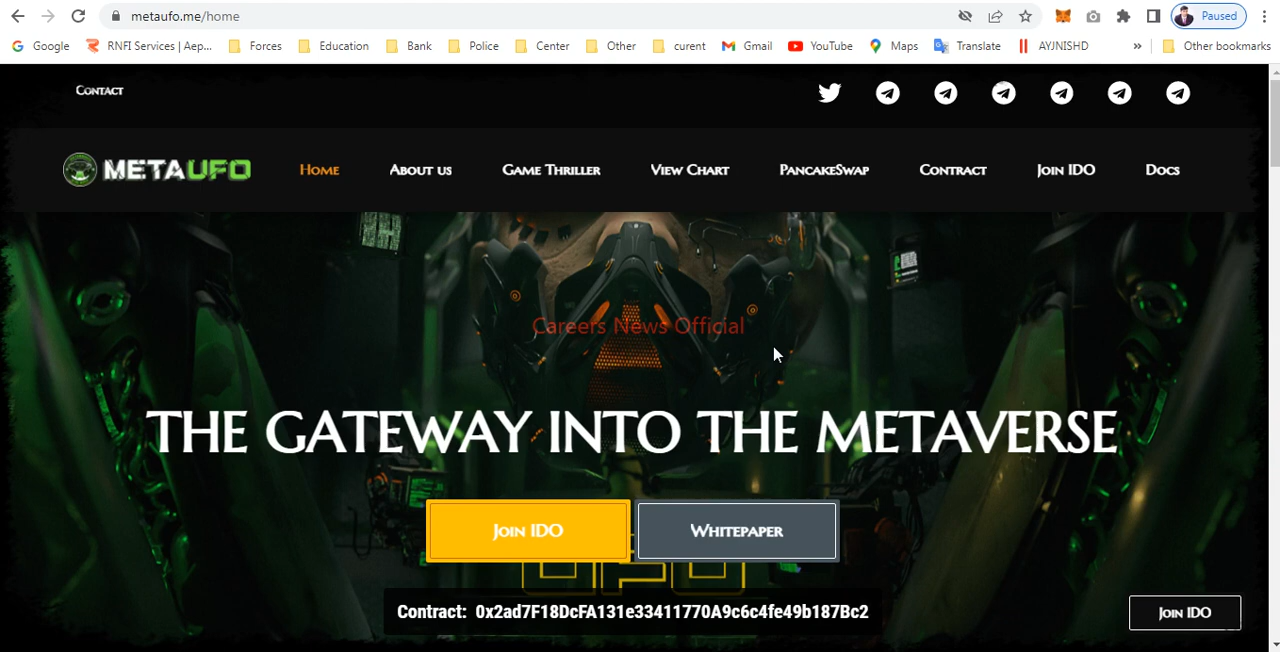 metaufo.me/home
Paused
Google RNFI Services | Aep... Forces Education Bank Police Center Other curent Gmail YouTube Maps Translate AYJNISHD » Other bookmarks
Contact
METAUFO Home About us Game Thriller View Chart PancakeSwap Contract Join IDO Docs
Careers News Official
THE GATEWAY INTO THE METAVERSE
Join IDO Whitepaper
Contract: 0x2ad7F18DcFA131e33411770A9c6c4fe49b187Bc2
Join IDO